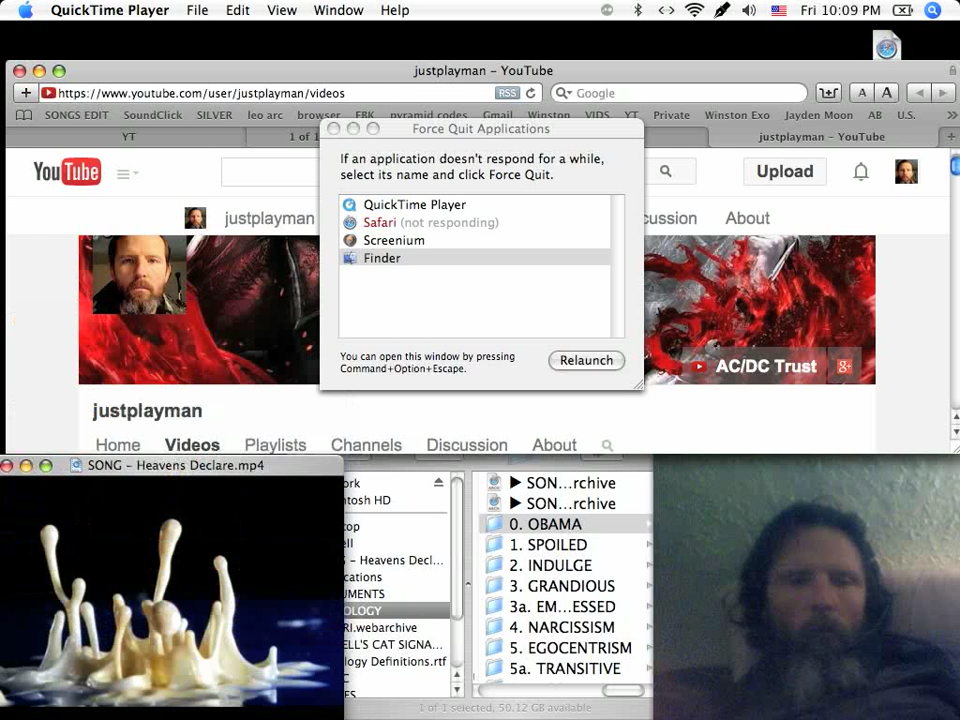 QuickTime Player File Edit View Window Help Fri 10:09 PM
justplayman – YouTube
https://www.youtube.com/user/justplayman/videos RSS Google A A
SONGS EDIT SoundClick SILVER leo arc browser FBK pyramid codes Gmail Winston VIDS. YT Private Winston Exo Jayden Moon AB U.S.
YT 1 of 1 justplayman – YouTube
Force Quit Applications
If an application doesn't respond for a while,
select its name and click Force Quit.
QuickTime Player
Safari (not responding)
Screenium
Finder
You can open this window by pressing
Command+Option+Escape.
Relaunch
YouTube Upload
justplayman cussion About
AC/DC Trust
justplayman
Home Videos Playlists Channels Discussion About
SONG – Heavens Declare.mp4
ork
ntosh HD
top
ell
G – Heavens Decl...
cations
UMENTS
OLOGY
RI.webarchive
ELL'S CAT SIGNA...
ology Definitions.rtf
▶ SON...rchive
▶ SON...rchive
0. OBAMA
1. SPOILED
2. INDULGE
3. GRANDIOUS
3a. EM...ESSED
4. NARCISSISM
5. EGOCENTRISM
5a. TRANSITIVE
1 of 1 selected, 50.12 GB available